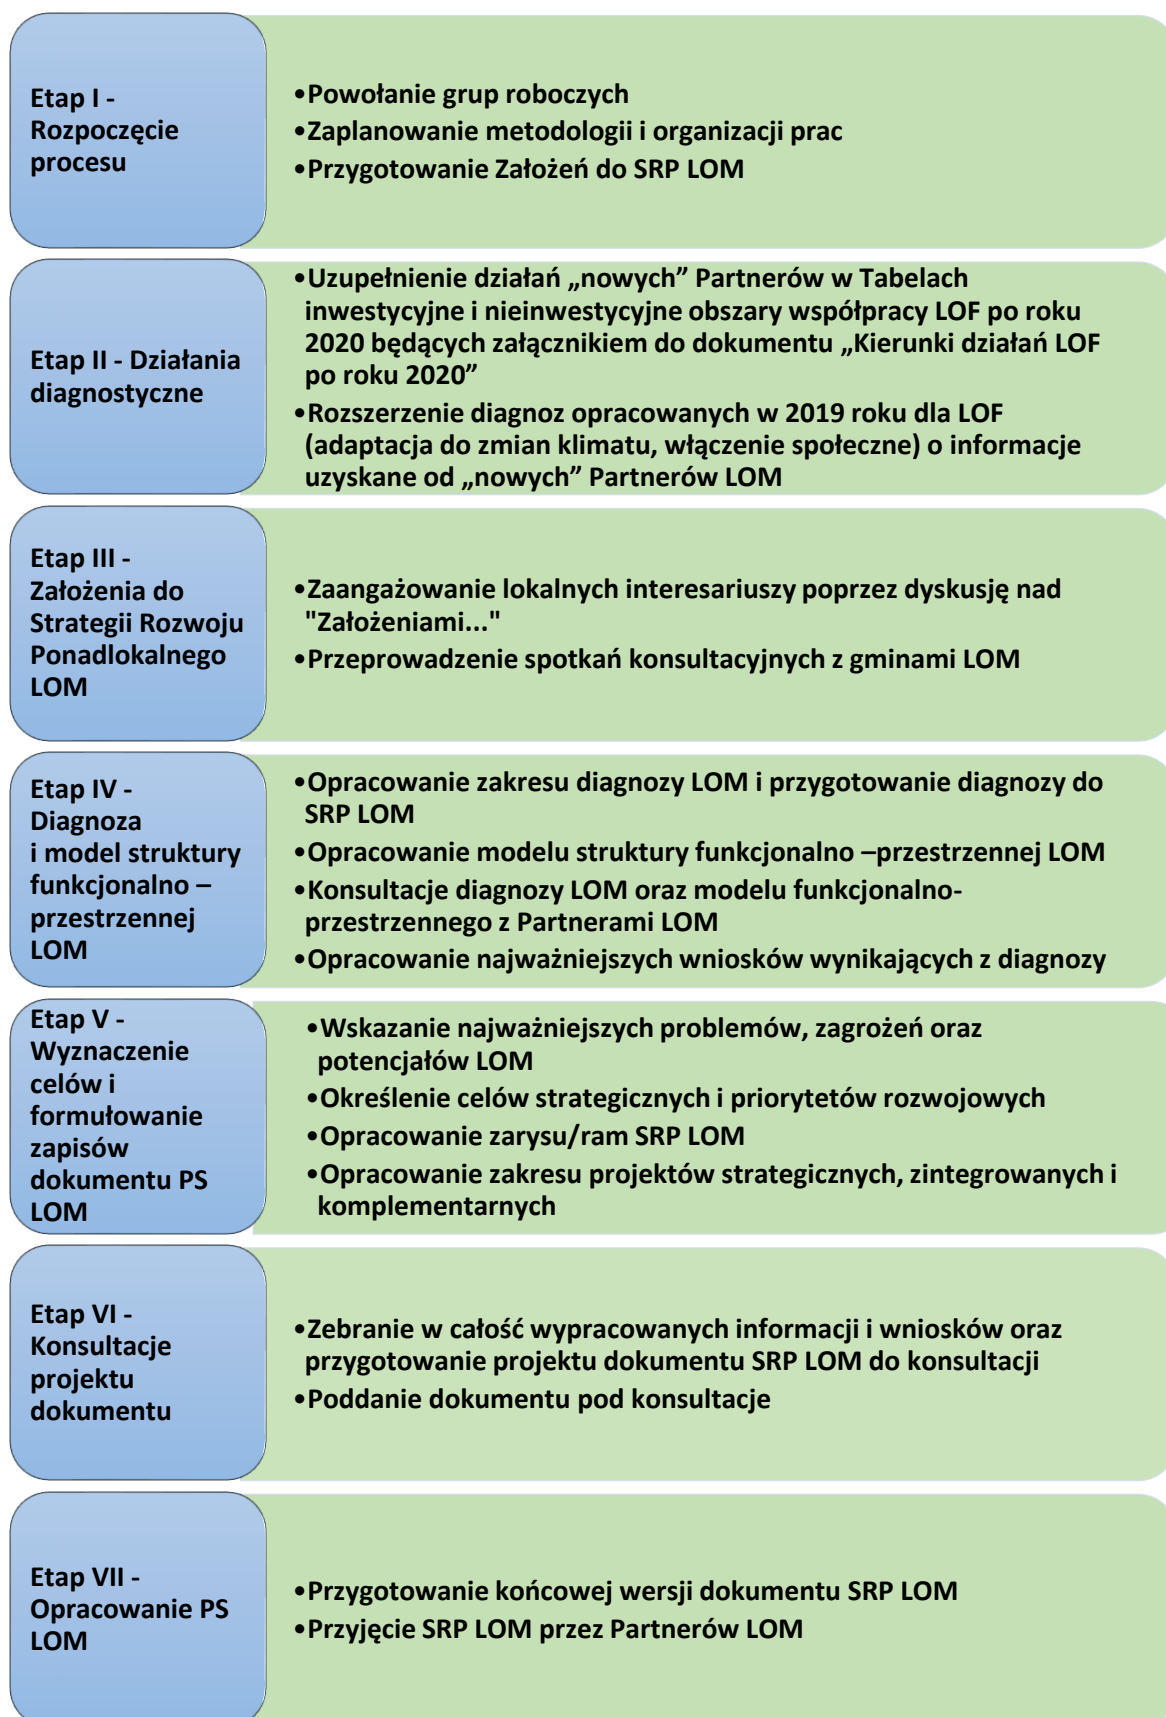 Etap I -
Rozpoczęcie
procesu
•Powołanie grup roboczych
•Zaplanowanie metodologii i organizacji prac
•Przygotowanie Założeń do SRP LOM
Etap II - Działania
diagnostyczne
•Uzupełnienie działań „nowych” Partnerów w Tabelach
inwestycyjne i nieinwestycyjne obszary współpracy LOF po roku
2020 będących załącznikiem do dokumentu „Kierunki działań LOF
po roku 2020”
•Rozszerzenie diagnoz opracowanych w 2019 roku dla LOF
(adaptacja do zmian klimatu, włączenie społeczne) o informacje
uzyskane od „nowych” Partnerów LOM
Etap III -
Założenia do
Strategii Rozwoju
Ponadlokalnego
LOM
•Zaangażowanie lokalnych interesariuszy poprzez dyskusję nad
"Założeniami..."
•Przeprowadzenie spotkań konsultacyjnych z gminami LOM
Etap IV -
Diagnoza
i model struktury
funkcjonalno –
przestrzennej
LOM
•Opracowanie zakresu diagnozy LOM i przygotowanie diagnozy do
SRP LOM
•Opracowanie modelu struktury funkcjonalno –przestrzennej LOM
•Konsultacje diagnozy LOM oraz modelu funkcjonalno-
przestrzennego z Partnerami LOM
•Opracowanie najważniejszych wniosków wynikających z diagnozy
Etap V -
Wyznaczenie
celów i
formułowanie
zapisów
dokumentu PS
LOM
•Wskazanie najważniejszych problemów, zagrożeń oraz
potencjałów LOM
•Określenie celów strategicznych i priorytetów rozwojowych
•Opracowanie zarysu/ram SRP LOM
•Opracowanie zakresu projektów strategicznych, zintegrowanych i
komplementarnych
Etap VI -
Konsultacje
projektu
dokumentu
•Zebranie w całość wypracowanych informacji i wniosków oraz
przygotowanie projektu dokumentu SRP LOM do konsultacji
•Poddanie dokumentu pod konsultacje
Etap VII -
Opracowanie PS
LOM
•Przygotowanie końcowej wersji dokumentu SRP LOM
•Przyjęcie SRP LOM przez Partnerów LOM